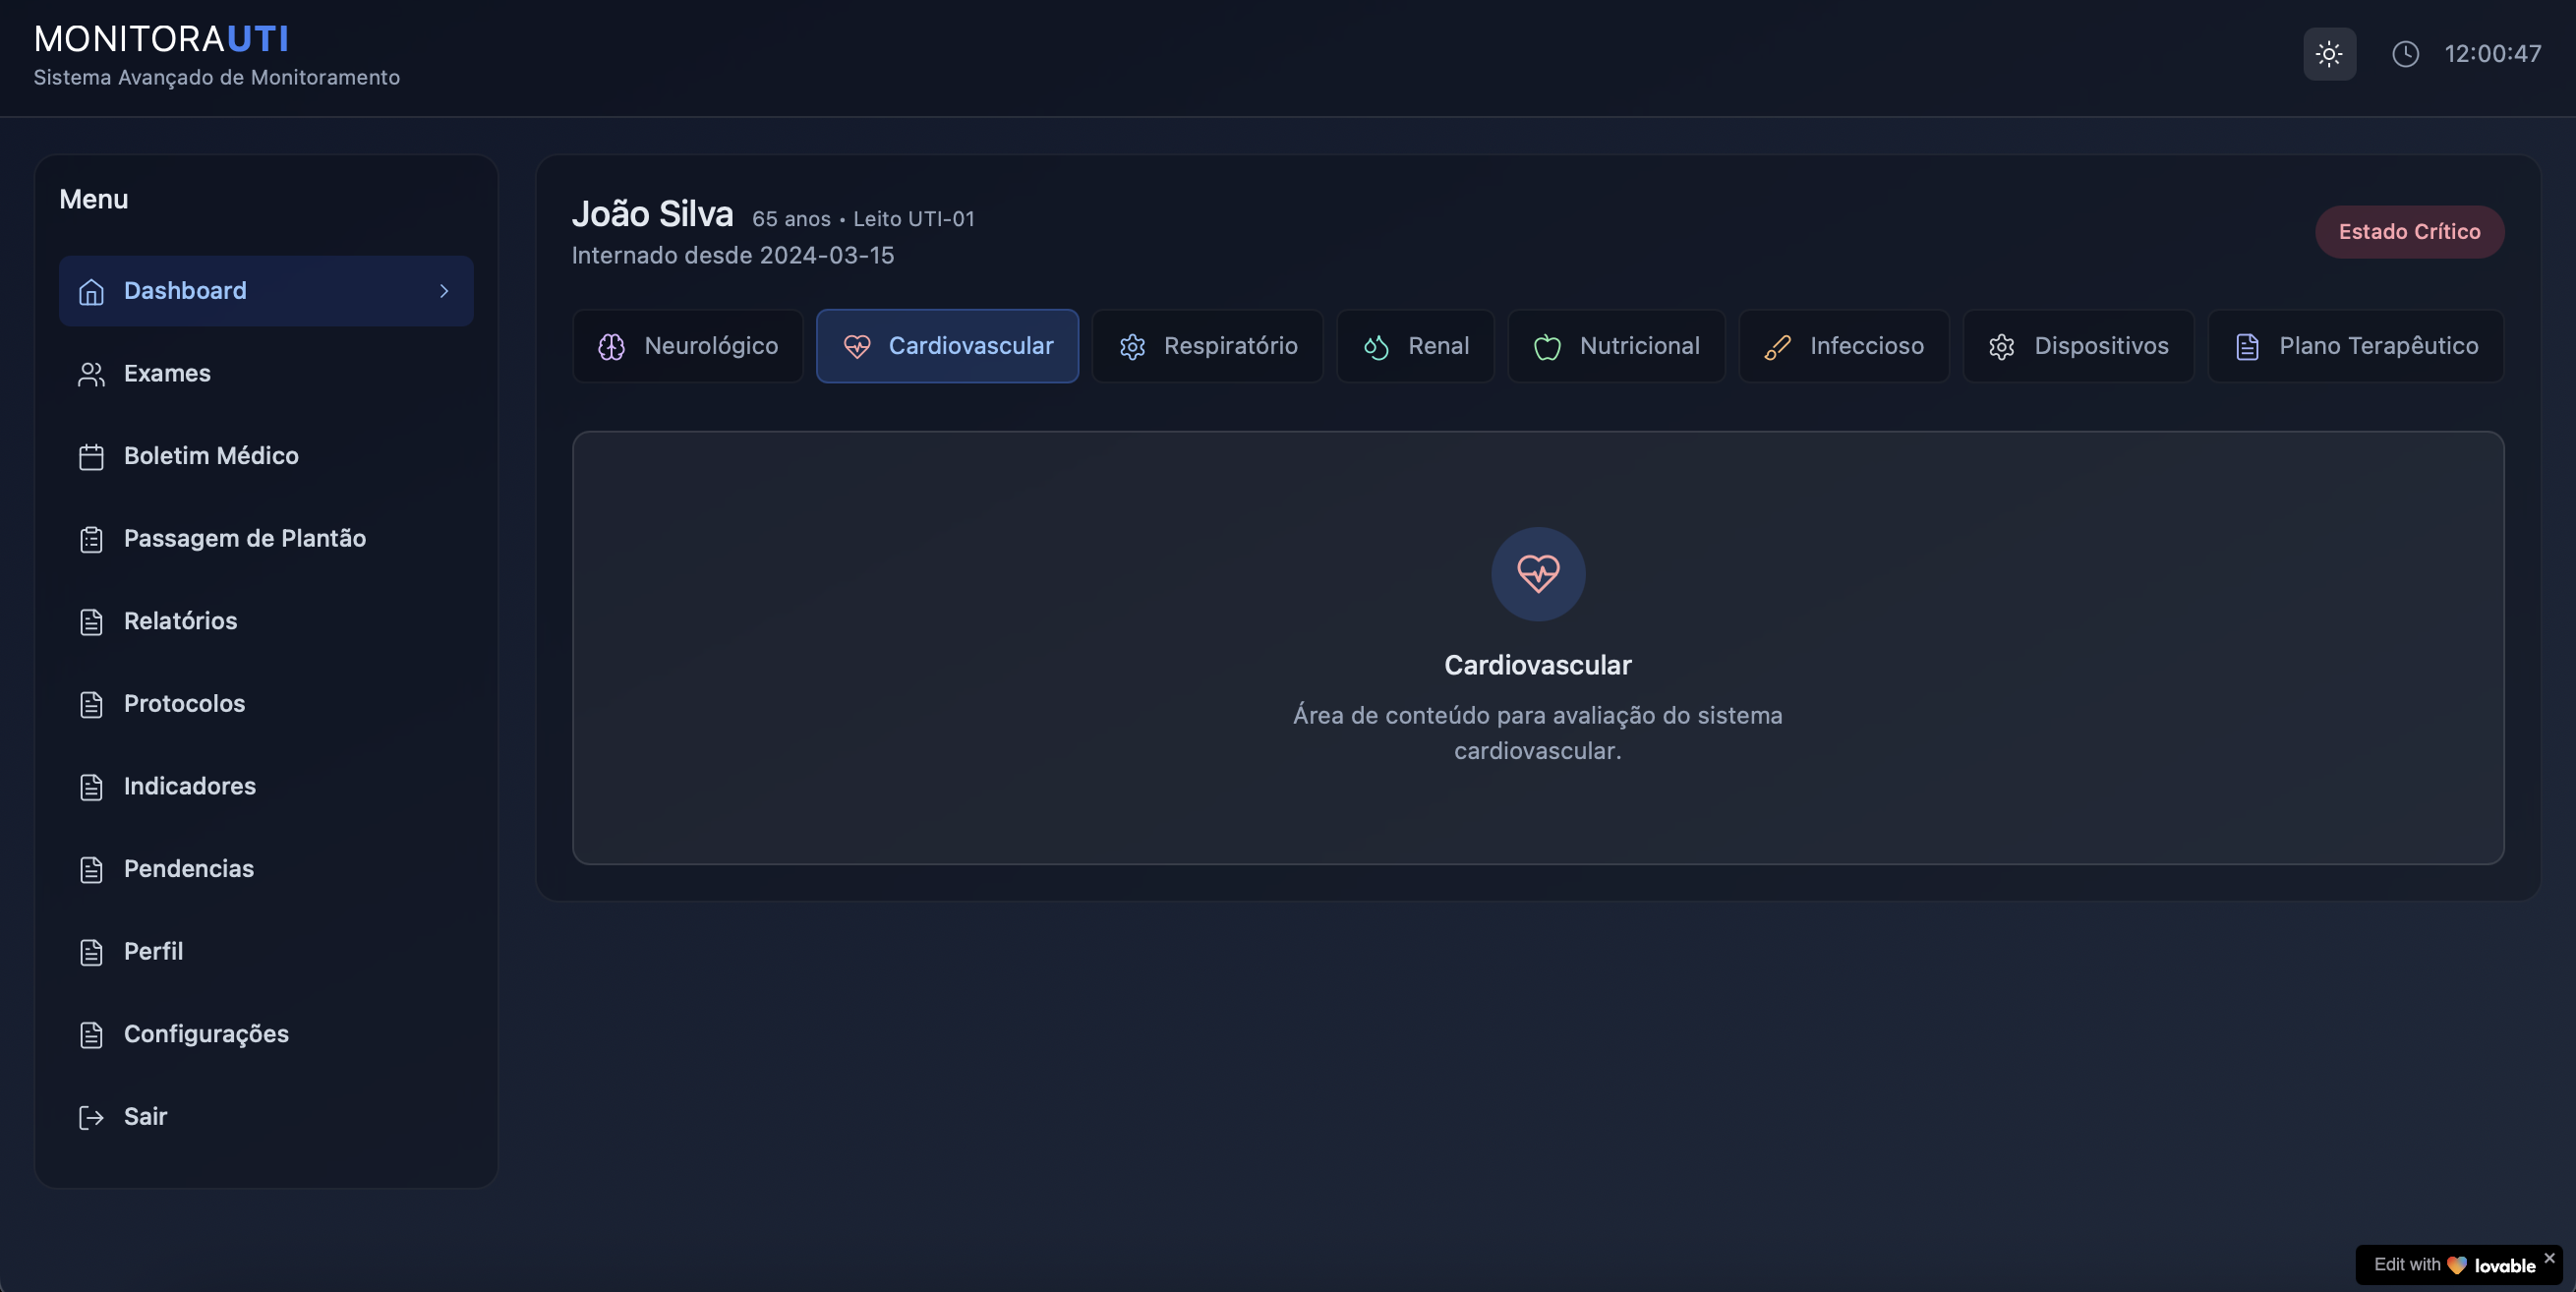 MONITORAUTI
Sistema Avançado de Monitoramento
12:00:47
Menu
Dashboard
Exames
Boletim Médico
Passagem de Plantão
Relatórios
Protocolos
Indicadores
Pendencias
Perfil
Configurações
Sair
João Silva 65 anos • Leito UTI-01
Internado desde 2024-03-15
Estado Crítico
Neurológico
Cardiovascular
Respiratório
Renal
Nutricional
Infeccioso
Dispositivos
Plano Terapêutico
Cardiovascular
Área de conteúdo para avaliação do sistema
cardiovascular.
Edit with lovable